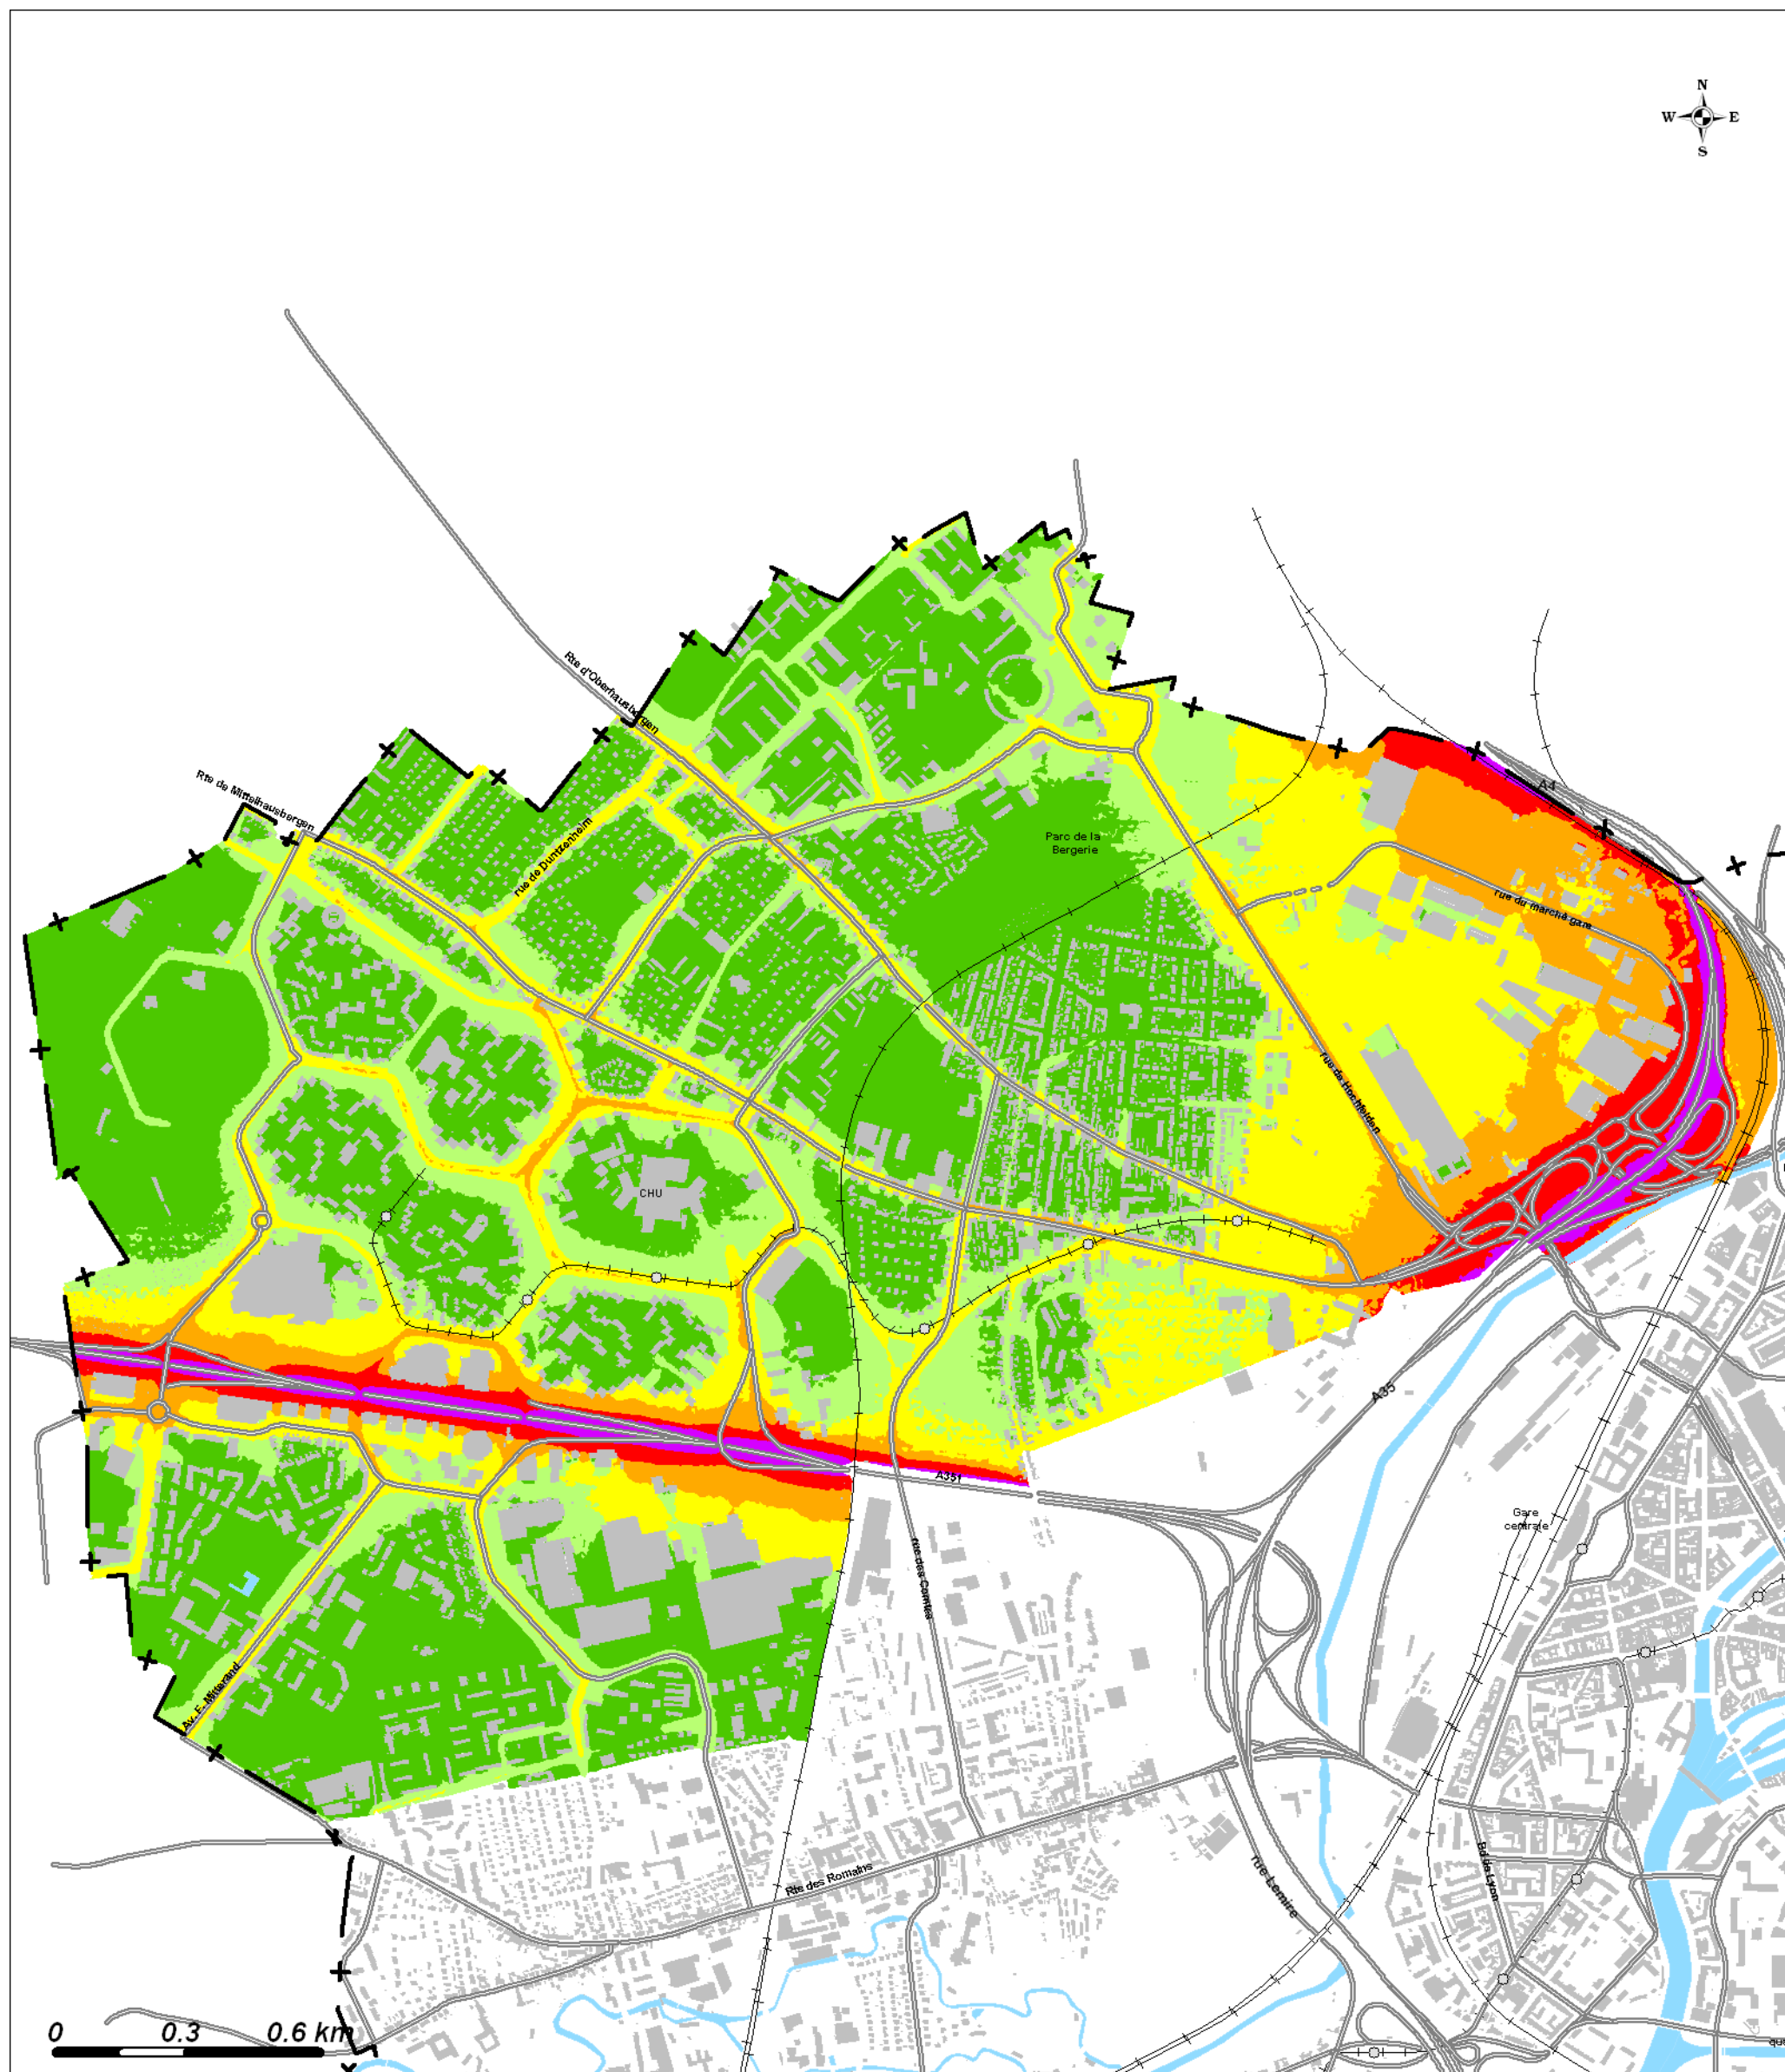 N
W E
S
Rte d'Oberhausbergen
Rte de Mittelhausbergen
A4
rue de Duntzenheim
Parc de la
Bergerie
rue du marché gare
rue de Hochfelden
CHU
A35
A351
Gare
centrale
rue des Comtes
Av. F. Mitterand
Rte des Romains
rue Lemire
Bd de Lyon
0 0.3 0.6 km